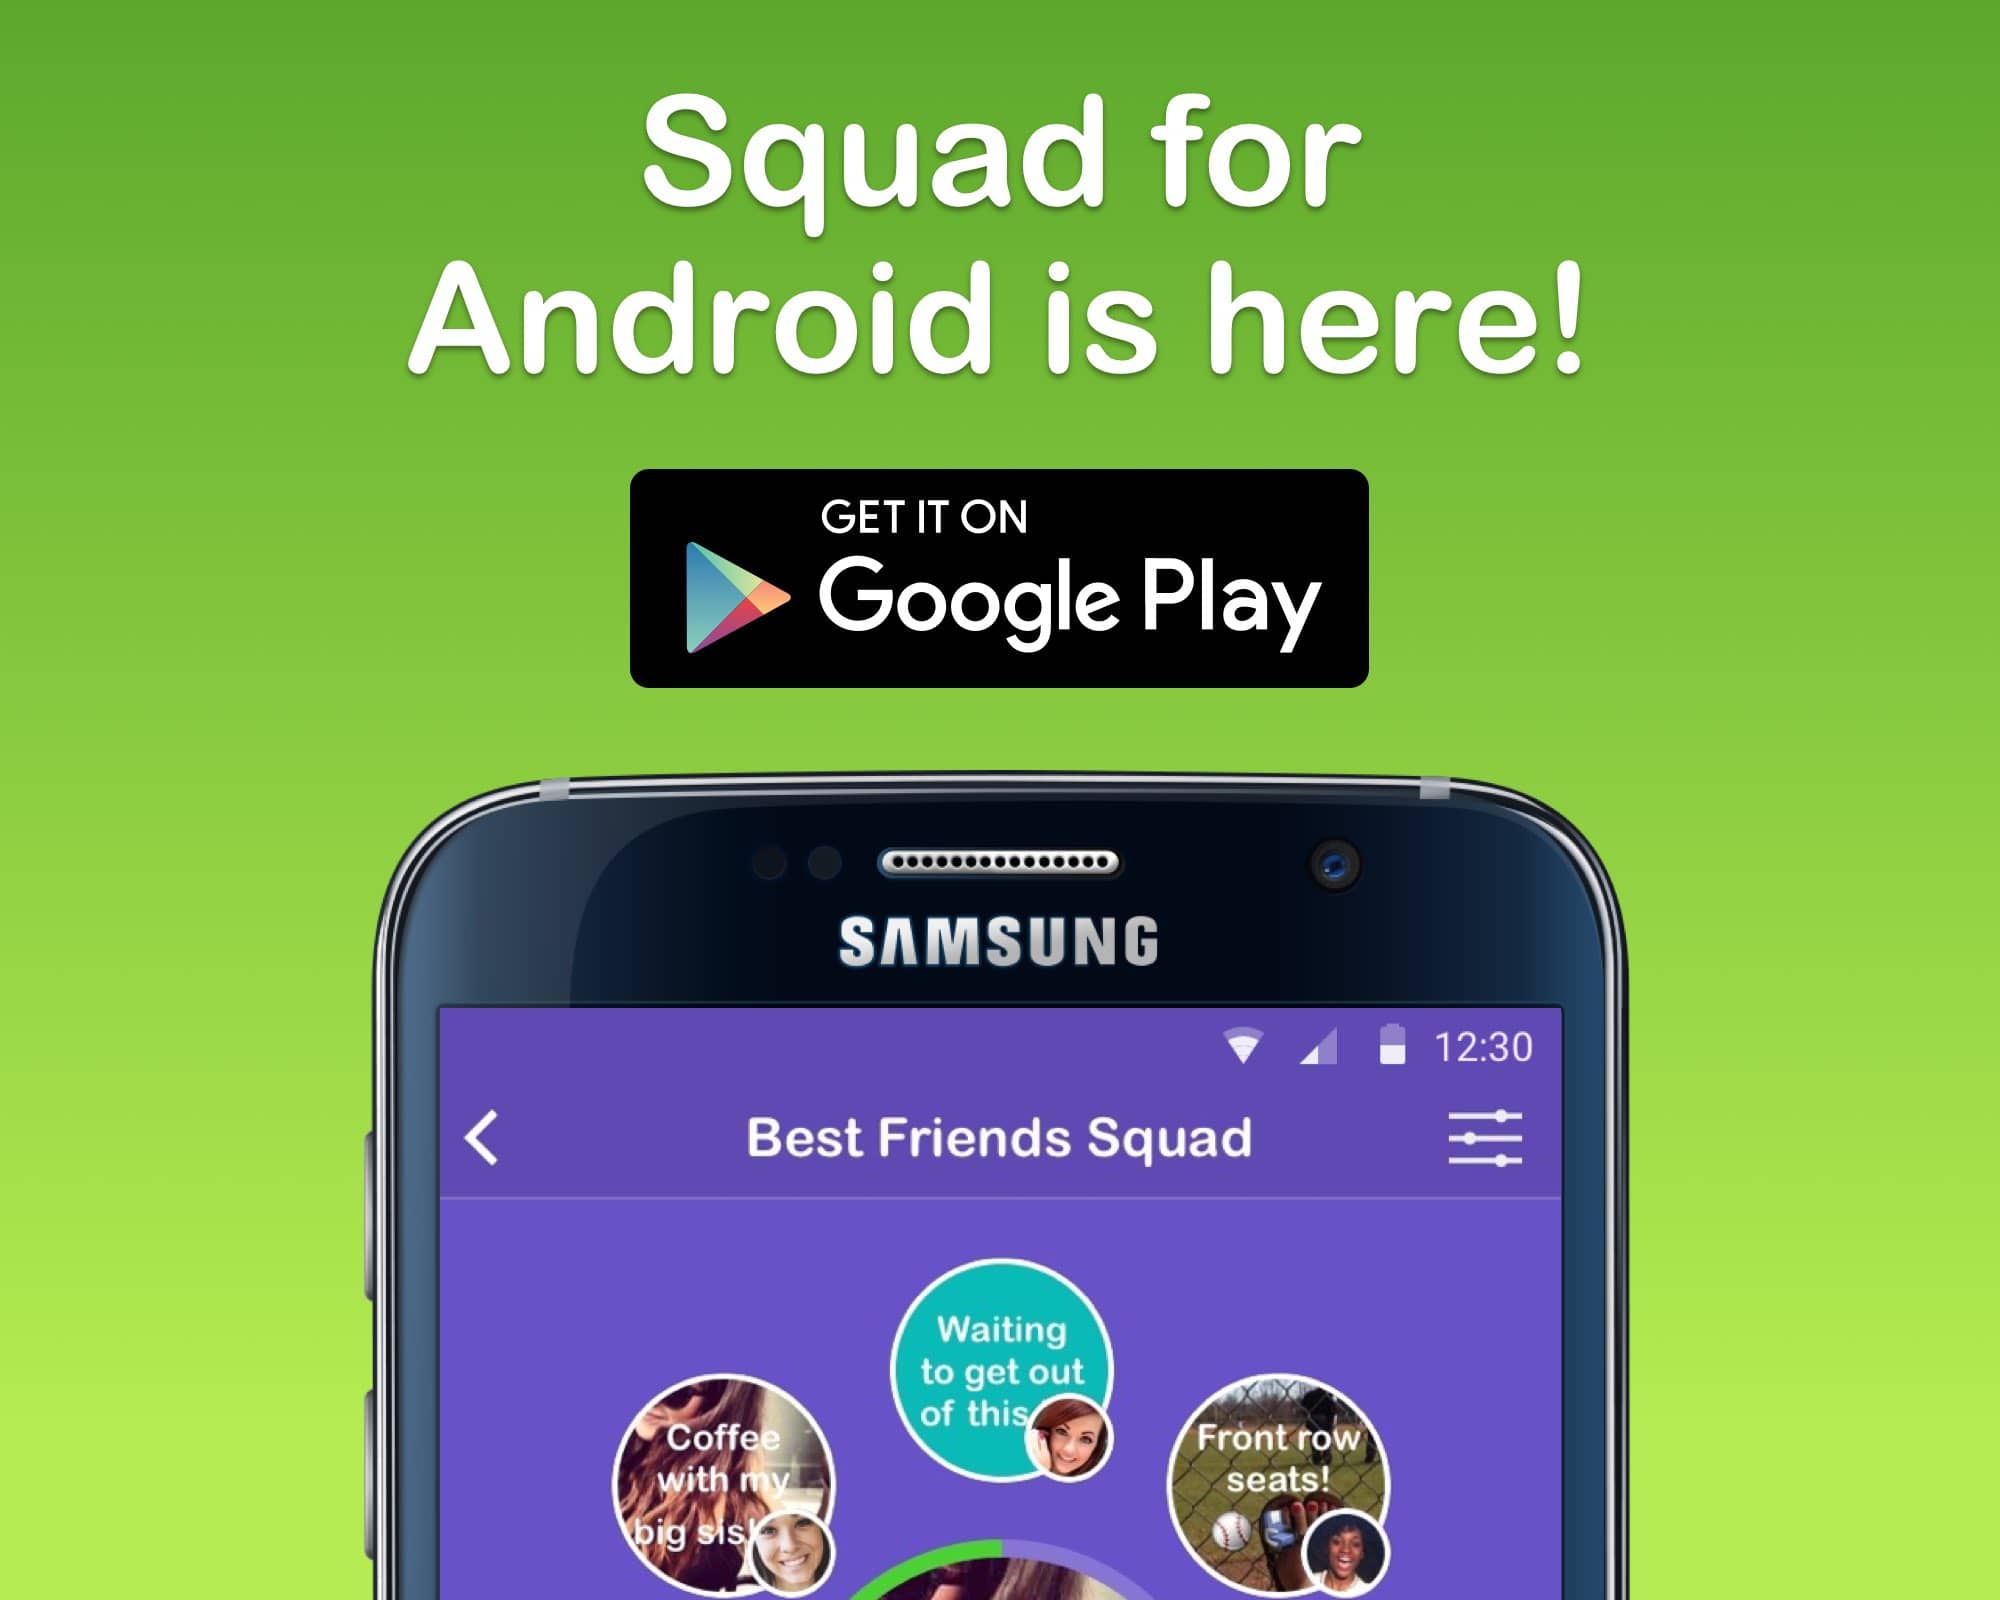 Squad for
Android is here!
GET IT ON
Google Play
SAMSUNG
12:30
Best Friends Squad
Waiting
to get out
of this
Coffee
with my
big sis!
Front row
seats!